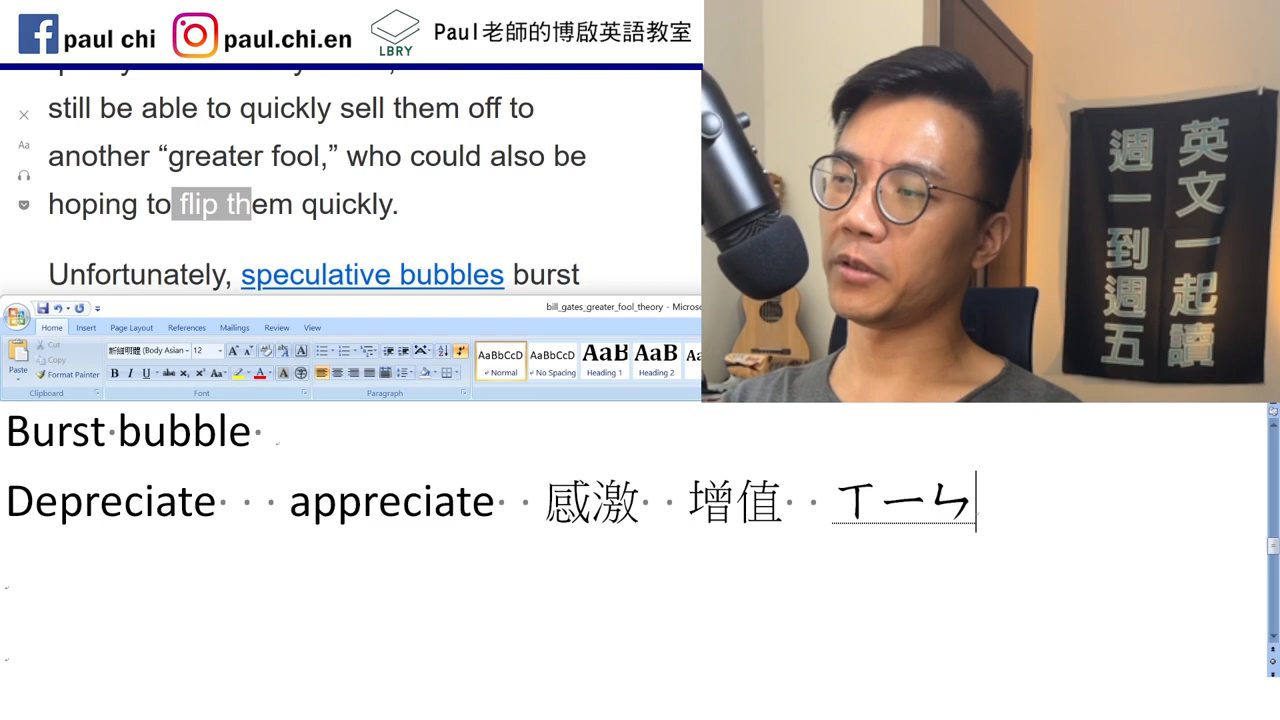 paul chi
paul.chi.en
LBRY
Paul老師的博啟英語教室
still be able to quickly sell them off to
another “greater fool,” who could also be
hoping to flip them quickly.
Unfortunately, speculative bubbles burst
Aa
bill_gates_greater_fool_theory - Microso
Home Insert Page Layout References Mailings Review View
Paste
Cut
Copy
Format Painter
Clipboard
新細明體 (Body Asian
12
Font
Paragraph
AaBbCcD
Normal
AaBbCcD
No Spacing
AaBb
Heading 1
AaBb
Heading 2
Burst bubble
Depreciate appreciate 感激 增值 ㄒㄧㄣ
英文一起讀
週一到週五